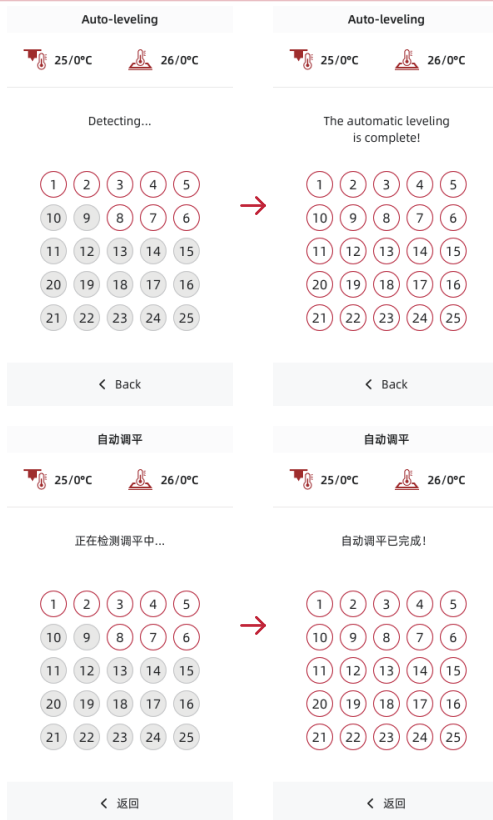 Auto-leveling
25/0°C 26/0°C
Detecting...
1 2 3 4 5
10 9 8 7 6
11 12 13 14 15
20 19 18 17 16
21 22 23 24 25
Back
Auto-leveling
25/0°C 26/0°C
The automatic leveling
is complete!
1 2 3 4 5
10 9 8 7 6
11 12 13 14 15
20 19 18 17 16
21 22 23 24 25
Back
自动调平
25/0°C 26/0°C
正在检测调平中...
1 2 3 4 5
10 9 8 7 6
11 12 13 14 15
20 19 18 17 16
21 22 23 24 25
返回
自动调平
25/0°C 26/0°C
自动调平已完成!
1 2 3 4 5
10 9 8 7 6
11 12 13 14 15
20 19 18 17 16
21 22 23 24 25
返回